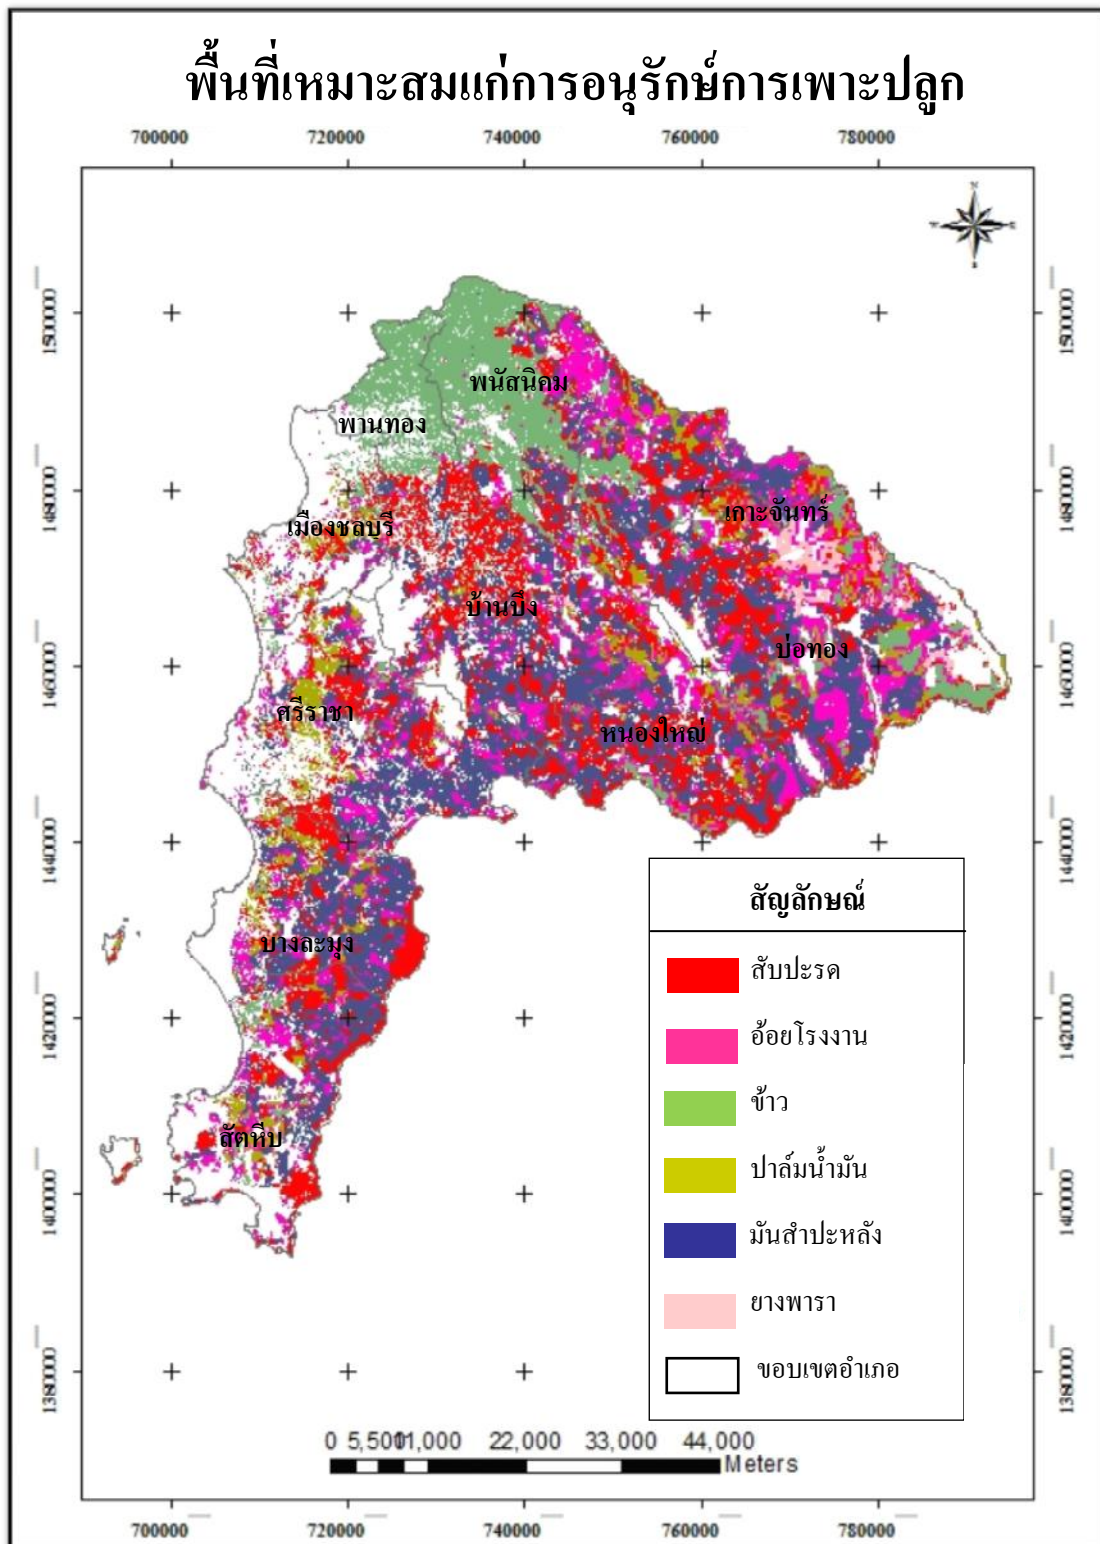 พื้นที่เหมาะสมแก่การอนุรักษ์การเพาะปลูก
700000 720000 740000 760000 780000
N
W E
S
1500000 1500000
พนัสนิคม
พานทอง
1480000 1480000
เกาะจันทร์
เมืองชลบุรี
บ้านบึง
บ่อทอง
1460000 1460000
ศรีราชา
หนองใหญ่
1440000 1440000
สัญลักษณ์
บางละมุง
สับปะรด
1420000 1420000
อ้อยโรงงาน
ข้าว
สัตหีบ
ปาล์มน้ำมัน
1400000 1400000
มันสำปะหลัง
ยางพารา
1380000 1380000
ขอบเขตอำเภอ
0 5,500 11,000 22,000 33,000 44,000
Meters
700000 720000 740000 760000 780000